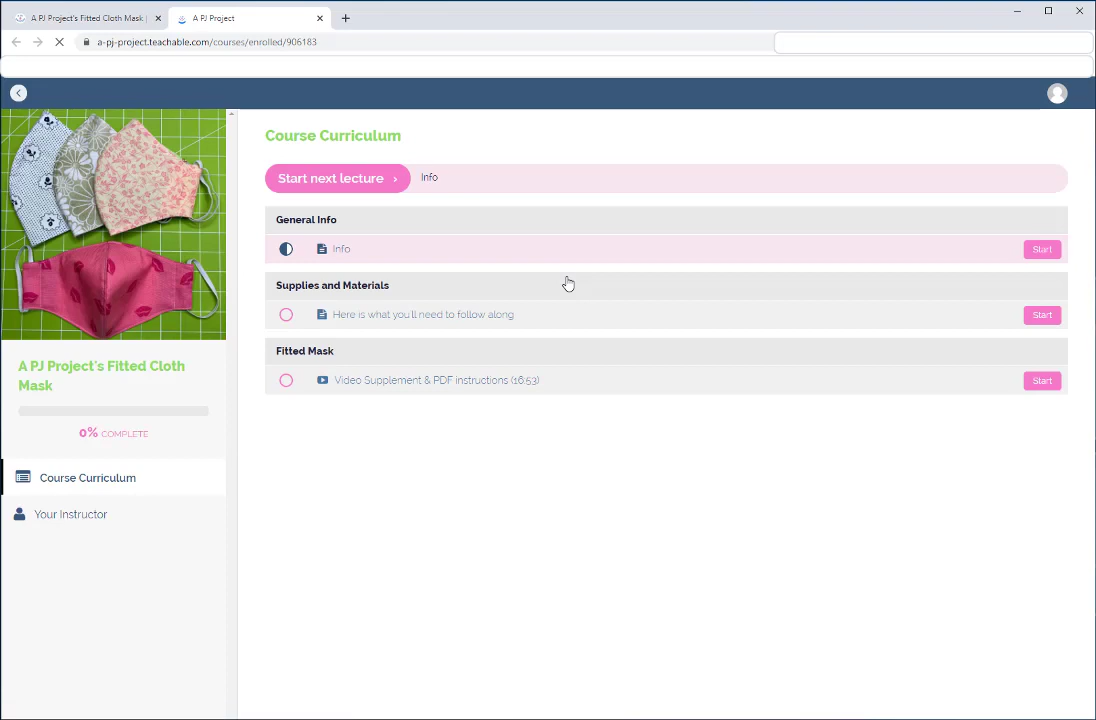 A PJ Project's Fitted Cloth Mask |
A PJ Project
a-pj-project.teachable.com/courses/enrolled/906183
Course Curriculum
Start next lecture ›
Info
General Info
Info
Start
Supplies and Materials
Here is what you'll need to follow along
Start
Fitted Mask
Video Supplement & PDF instructions (16:53)
Start
A PJ Project's Fitted Cloth
Mask
0% COMPLETE
Course Curriculum
Your Instructor